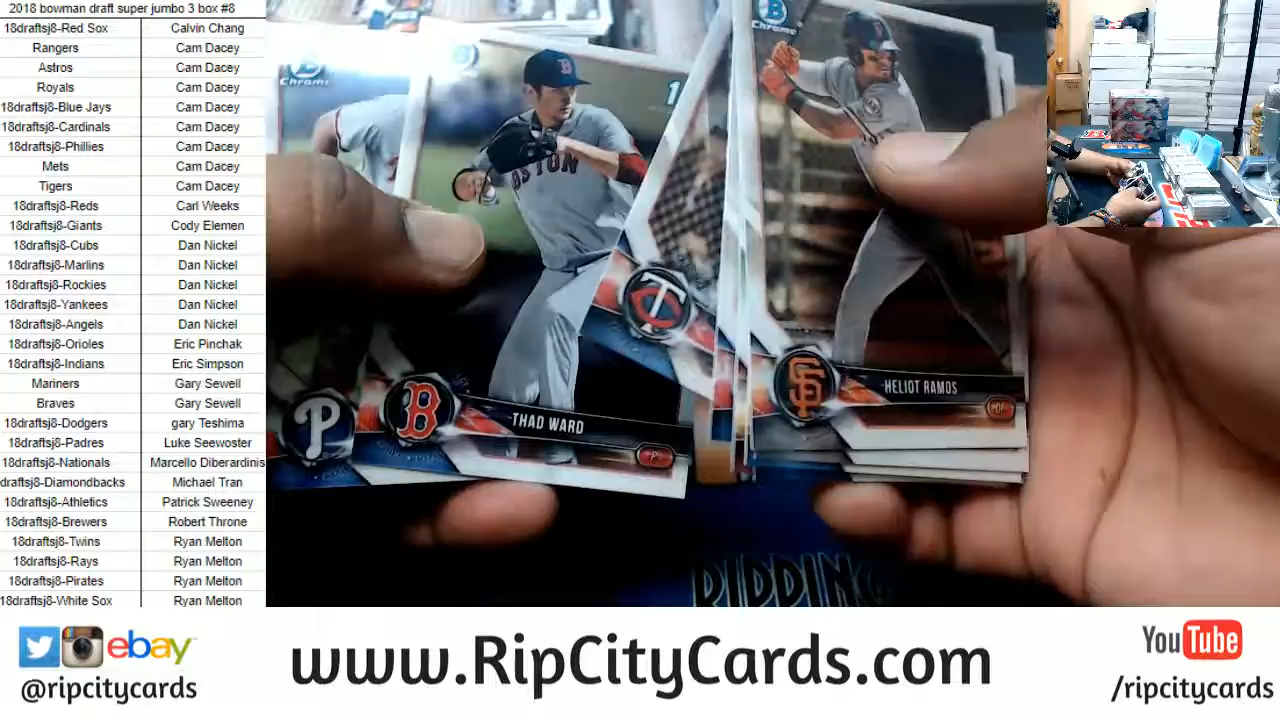 2018 bowman draft super jumbo 3 box #8
18draftsj8-Red Sox Calvin Chang
Rangers Cam Dacey
Astros Cam Dacey
Royals Cam Dacey
18draftsj8-Blue Jays Cam Dacey
18draftsj8-Cardinals Cam Dacey
18draftsj8-Phillies Cam Dacey
Mets Cam Dacey
Tigers Cam Dacey
18draftsj8-Reds Carl Weeks
18draftsj8-Giants Cody Elemen
18draftsj8-Cubs Dan Nickel
18draftsj8-Marlins Dan Nickel
18draftsj8-Rockies Dan Nickel
18draftsj8-Yankees Dan Nickel
18draftsj8-Angels Dan Nickel
18draftsj8-Orioles Eric Pinchak
18draftsj8-Indians Eric Simpson
Mariners Gary Sewell
Braves Gary Sewell
18draftsj8-Dodgers gary Teshima
18draftsj8-Padres Luke Seewoster
18draftsj8-Nationals Marcello Diberardinis
draftsj8-Diamondbacks Michael Tran
18draftsj8-Athletics Patrick Sweeney
18draftsj8-Brewers Robert Throne
18draftsj8-Twins Ryan Melton
18draftsj8-Rays Ryan Melton
18draftsj8-Pirates Ryan Melton
18draftsj8-White Sox Ryan Melton
B
Chrome
B
Chrome
1
BOSTON
P
B
THAD WARD
P
TC
SF
HELIOT RAMOS
OF
RIPPING
ebay
@ripcitycards
www.RipCityCards.com
YouTube
/ripcitycards